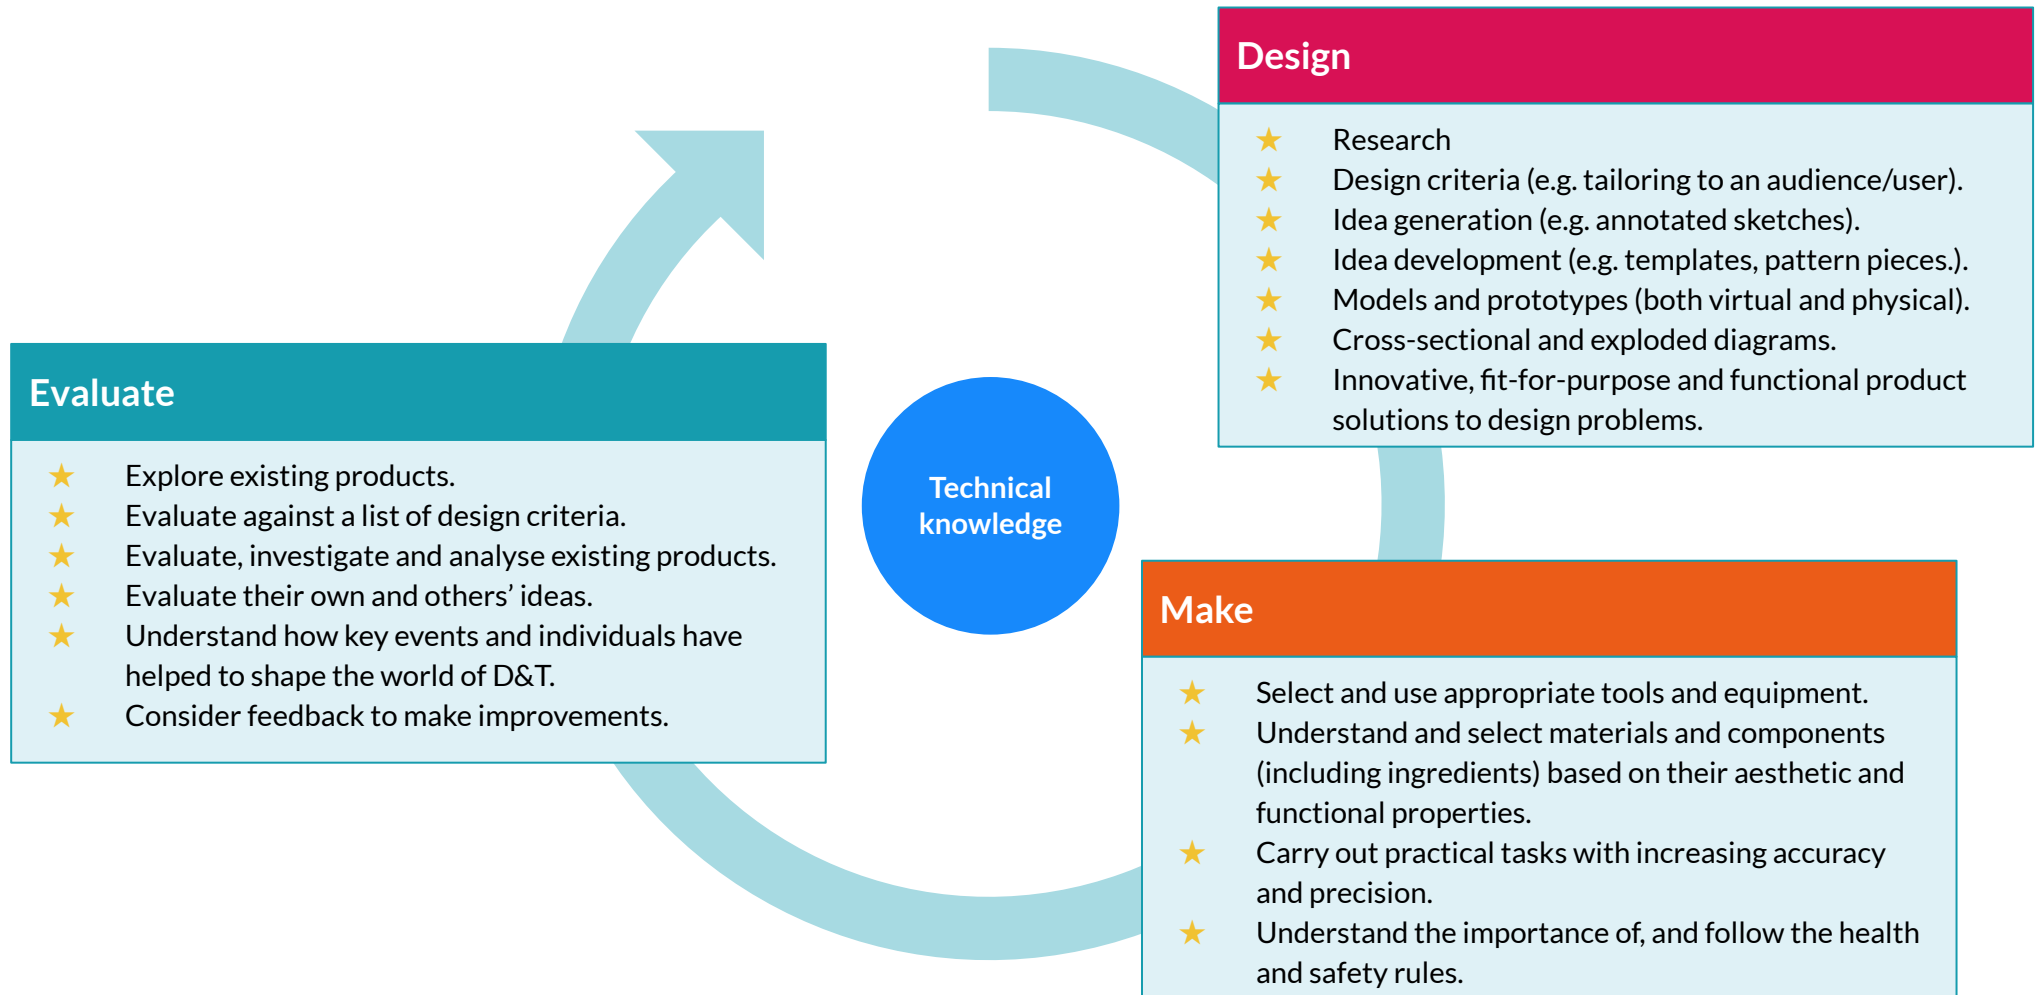 Design
★ Research
★ Design criteria (e.g. tailoring to an audience/user).
★ Idea generation (e.g. annotated sketches).
★ Idea development (e.g. templates, pattern pieces.).
★ Models and prototypes (both virtual and physical).
★ Cross-sectional and exploded diagrams.
★ Innovative, fit-for-purpose and functional product
solutions to design problems.
Evaluate
★ Explore existing products.
★ Evaluate against a list of design criteria.
★ Evaluate, investigate and analyse existing products.
★ Evaluate their own and others’ ideas.
★ Understand how key events and individuals have
helped to shape the world of D&T.
★ Consider feedback to make improvements.
Technical
knowledge
Make
★ Select and use appropriate tools and equipment.
★ Understand and select materials and components
(including ingredients) based on their aesthetic and
functional properties.
★ Carry out practical tasks with increasing accuracy
and precision.
★ Understand the importance of, and follow the health
and safety rules.